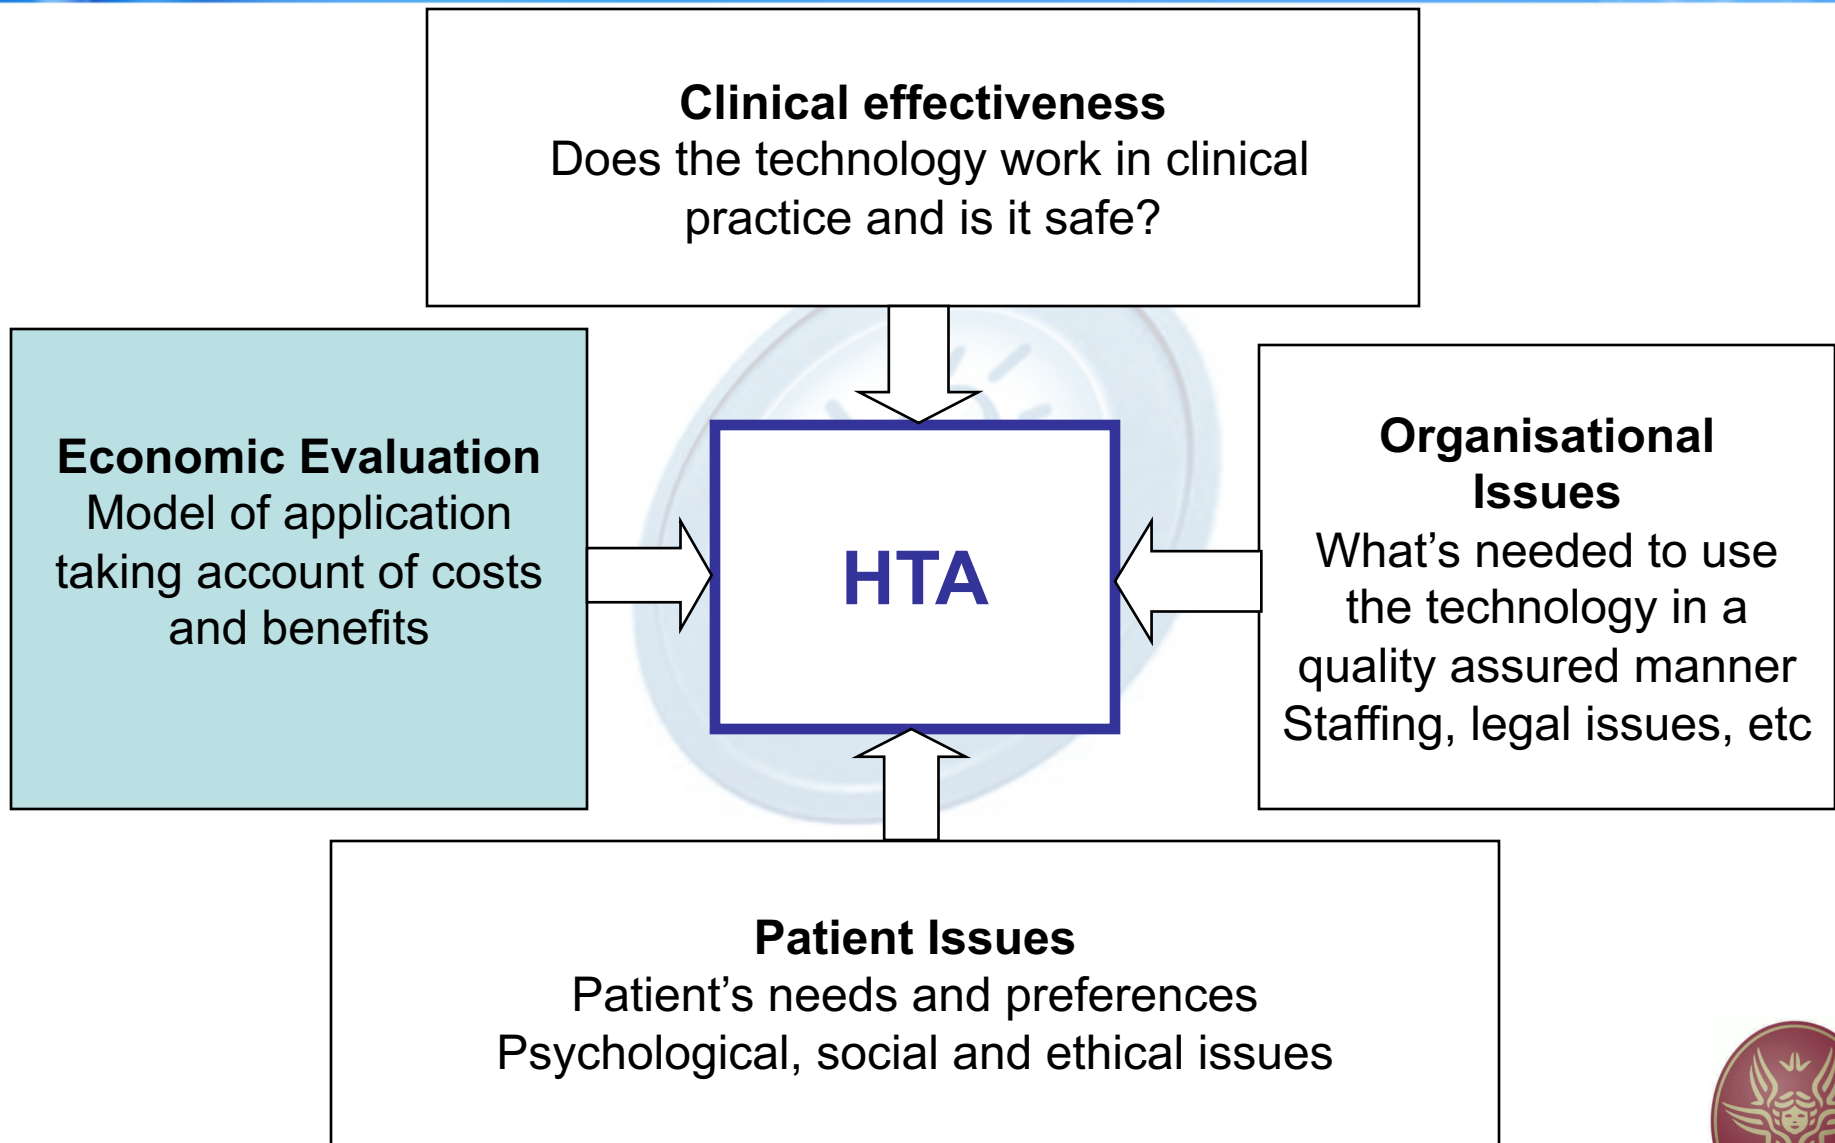 Clinical effectiveness
Does the technology work in clinical
practice and is it safe?
Economic Evaluation
Model of application
taking account of costs
and benefits
HTA
Organisational
Issues
What’s needed to use
the technology in a
quality assured manner
Staffing, legal issues, etc
Patient Issues
Patient’s needs and preferences
Psychological, social and ethical issues